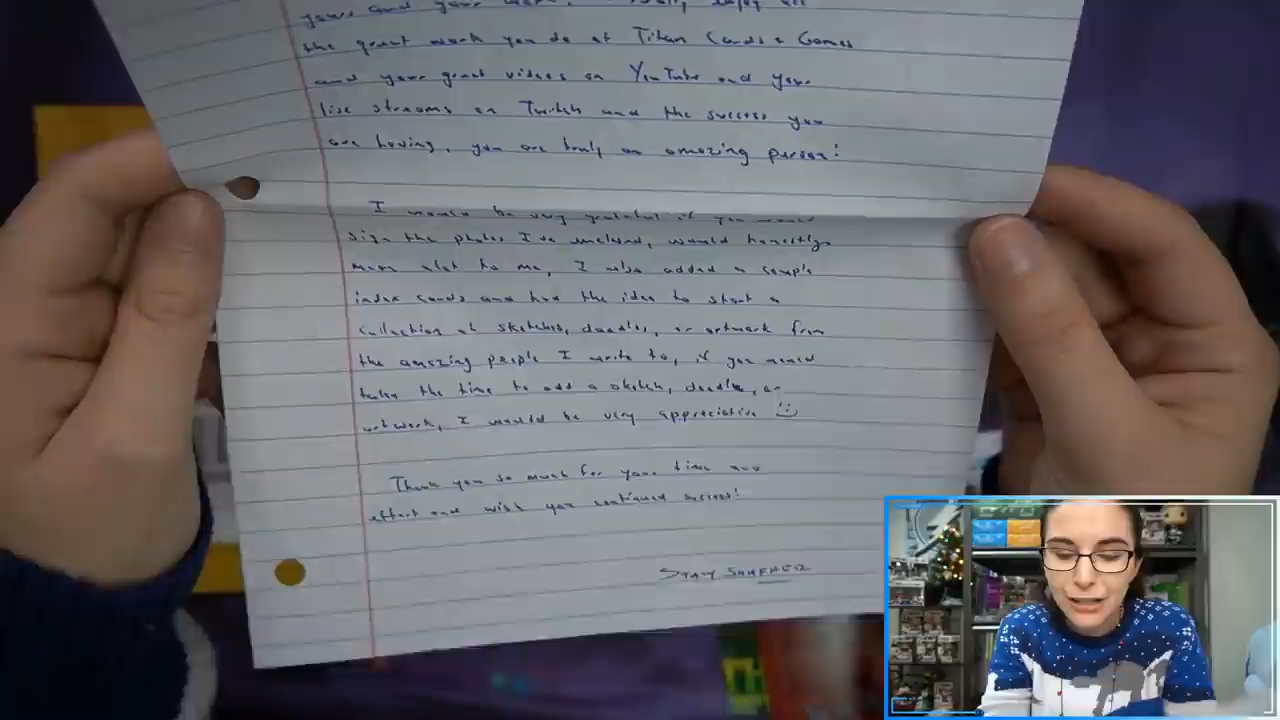 yours and your
the great work you do at Titan Cards & Games
and your great videos on YouTube and your
live streams on Twitch and the success you
are having, you are truly an amazing person!
I would be very grateful if you would
sign the photos I've inclosed, would honestly
mean alot to me, I also added a couple
index cards and had the idea to start a
collection of sketches, doodles, or artwork from
the amazing people I write to, if you would
take the time to add a sketch, doodle, or
artwork, I would be very appreciative :)
Thank you so much for your time and
effort and wish you continued success!
STACY